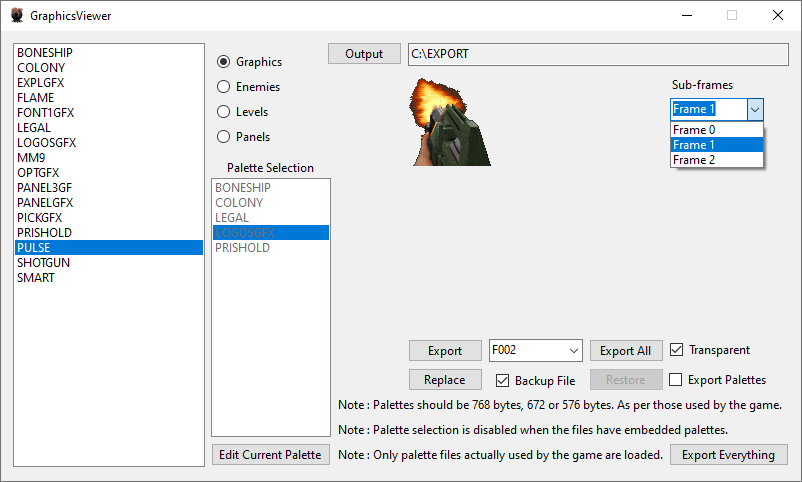 GraphicsViewer
BONESHIP
COLONY
EXPLGFX
FLAME
FONT1GFX
LEGAL
LOGOSGFX
MM9
OPTGFX
PANEL3GF
PANELGFX
PICKGFX
PRISHOLD
PULSE
SHOTGUN
SMART
Graphics
Enemies
Levels
Panels
Palette Selection
BONESHIP
COLONY
LEGAL
LOGOSGFX
PRISHOLD
Edit Current Palette
Output C:\EXPORT
Sub-frames
Frame 1
Frame 0
Frame 1
Frame 2
Export F002 Export All Transparent
Replace Backup File Restore Export Palettes
Note : Palettes should be 768 bytes, 672 or 576 bytes. As per those used by the game.
Note : Palette selection is disabled when the files have embedded palettes.
Note : Only palette files actually used by the game are loaded. Export Everything